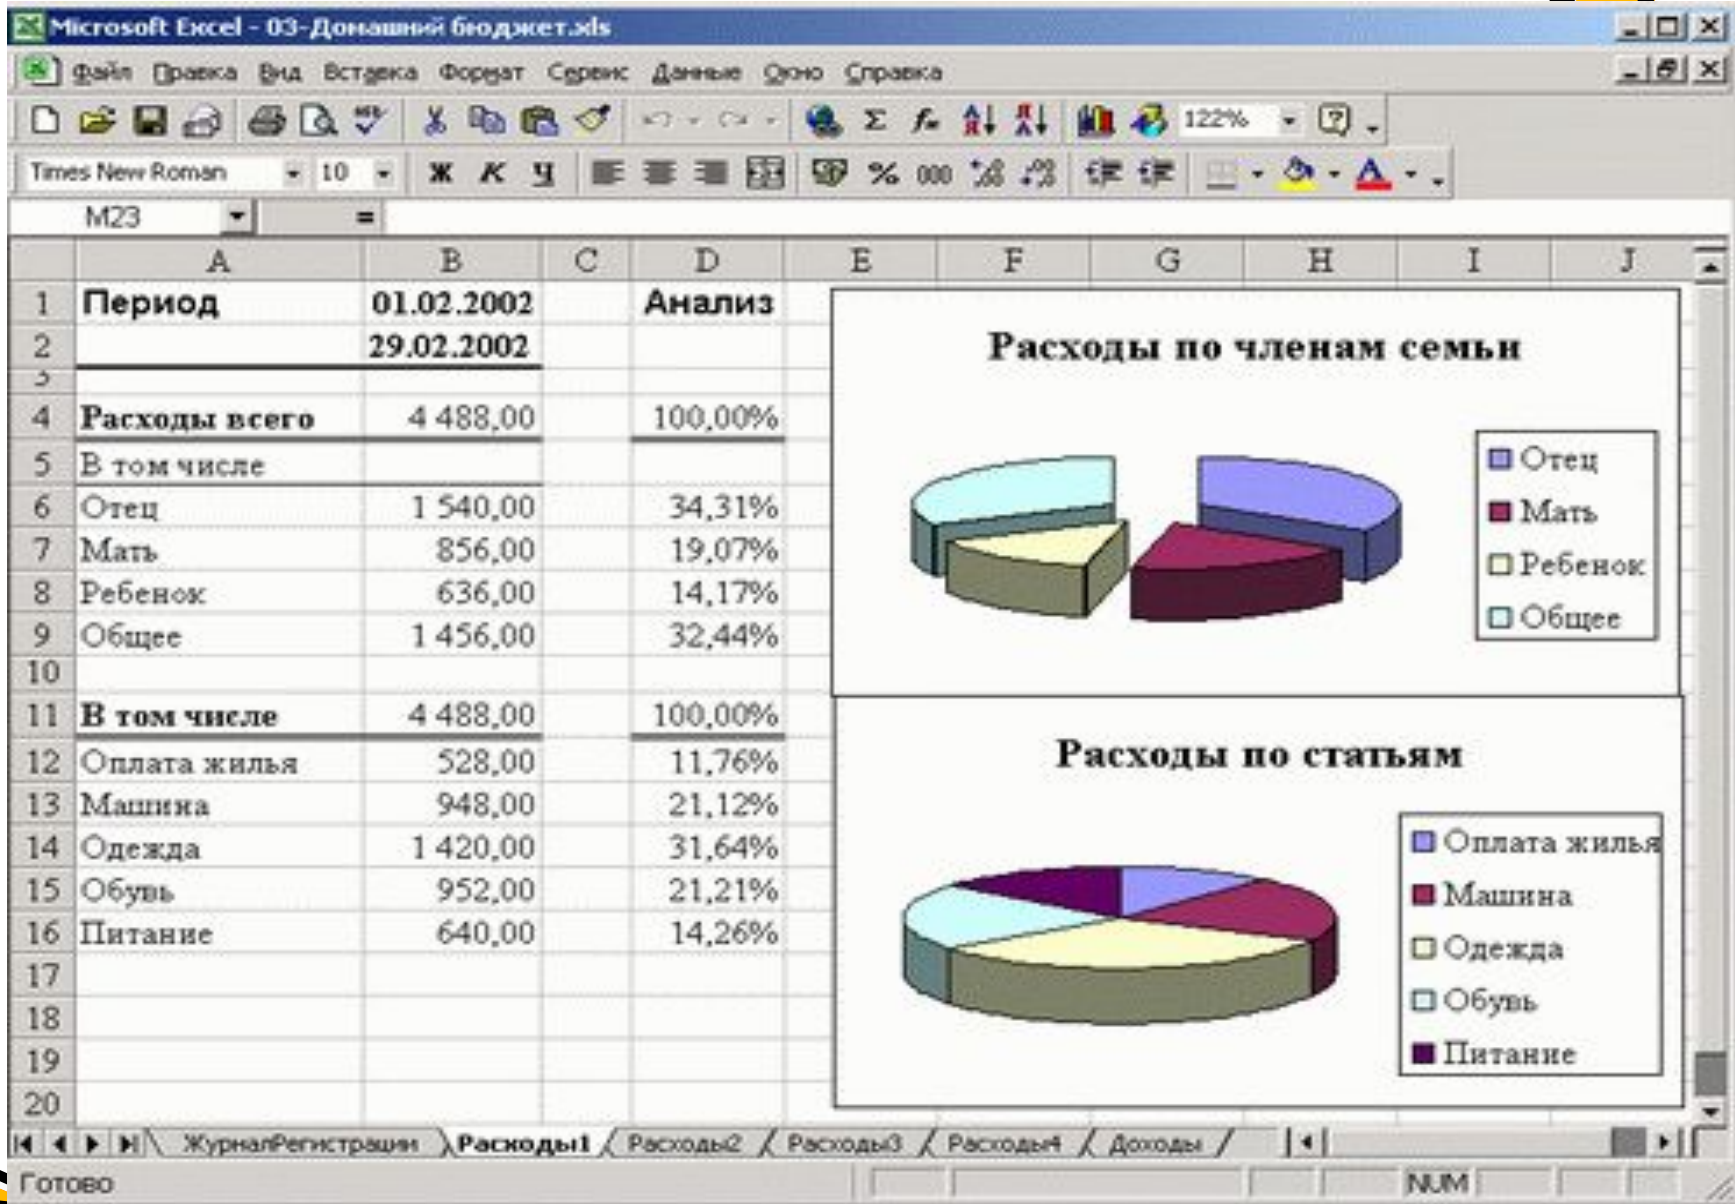 Microsoft Excel - 03-Домашний бюджет.xls
Файл Правка Вид Вставка Формат Сервис Данные Окно Справка
122%
Times New Roman 10 Ж К Ч % 000
M23 =
A B C D E F G H I J
1 Период 01.02.2002 Анализ
2 29.02.2002
3
4 Расходы всего 4 488,00 100,00%
5 В том числе
6 Отец 1 540,00 34,31%
7 Мать 856,00 19,07%
8 Ребенок 636,00 14,17%
9 Общее 1 456,00 32,44%
10
11 В том числе 4 488,00 100,00%
12 Оплата жилья 528,00 11,76%
13 Машина 948,00 21,12%
14 Одежда 1 420,00 31,64%
15 Обувь 952,00 21,21%
16 Питание 640,00 14,26%
17
18
19
20
Расходы по членам семьи
Отец
Мать
Ребенок
Общее
Расходы по статьям
Оплата жилья
Машина
Одежда
Обувь
Питание
ЖурналРегистрации Расходы1 Расходы2 Расходы3 Расходы4 Доходы
Готово NUM